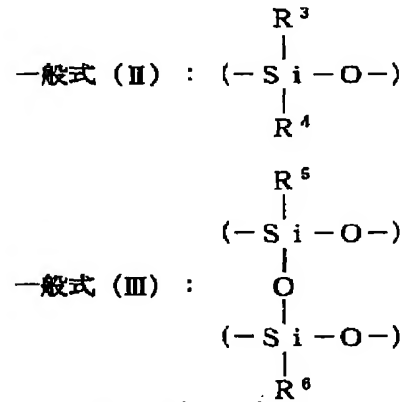 R³
一般式 (Ⅱ) : (-Si-O-)
R⁴
R⁵
(-Si-O-)
一般式 (Ⅲ) : O
(-Si-O-)
R⁶